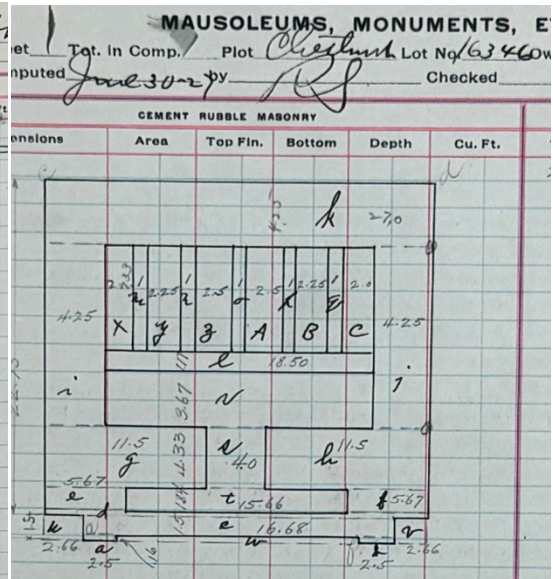 MAUSOLEUMS, MONUMENTS, E
et 1 Tot. in Comp. Plot Lot No 16346
mputed June 30-27 by RS Checked
CEMENT RUBBLE MASONRY
ensions Area Top Fin. Bottom Depth Cu. Ft.
c d
k 27,0
2.25 2.5 2.5 2.25 2.0
4.25 x y z A B C 4.25
l 18.50
i 3.67 N j
11.5 s 11.5
g 4.33 4.0 h
5.67 t 15.66 f 5.67
e d
e 16.68 v
2.66 a w 2.66
2.5 1,6 2.5